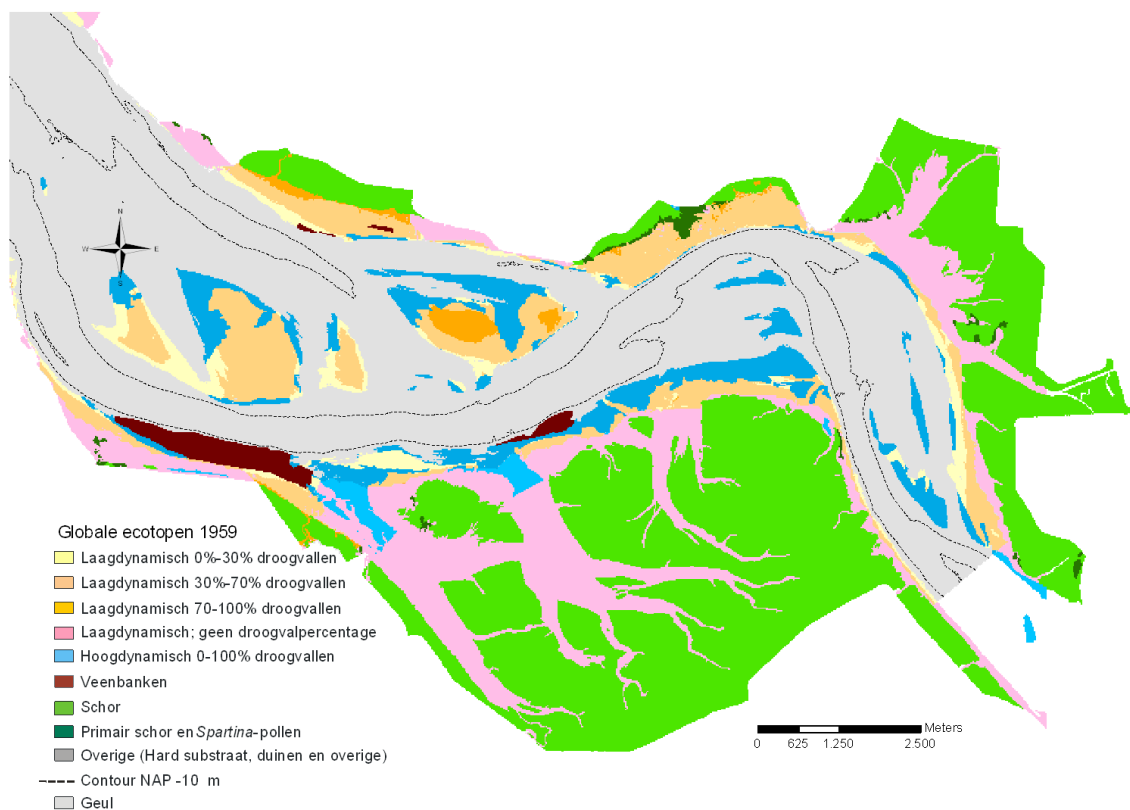 N
W
E
S
Globale ecotopen 1959
Laagdynamisch 0%-30% droogvallen
Laagdynamisch 30%-70% droogvallen
Laagdynamisch 70-100% droogvallen
Laagdynamisch; geen droogvalpercentage
Hoogdynamisch 0-100% droogvallen
Veenbanken
Schor
Primair schor en Spartina-pollen
Overige (Hard substraat, duinen en overige)
Contour NAP -10 m
Geul
Meters
0 625 1.250 2.500